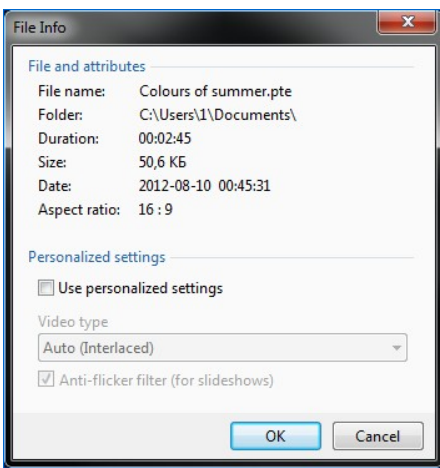 File Info
File and attributes
File name: Colours of summer.pte
Folder: C:\Users\1\Documents\
Duration: 00:02:45
Size: 50,6 КБ
Date: 2012-08-10 00:45:31
Aspect ratio: 16 : 9
Personalized settings
Use personalized settings
Video type
Auto (Interlaced)
Anti-flicker filter (for slideshows)
OK Cancel